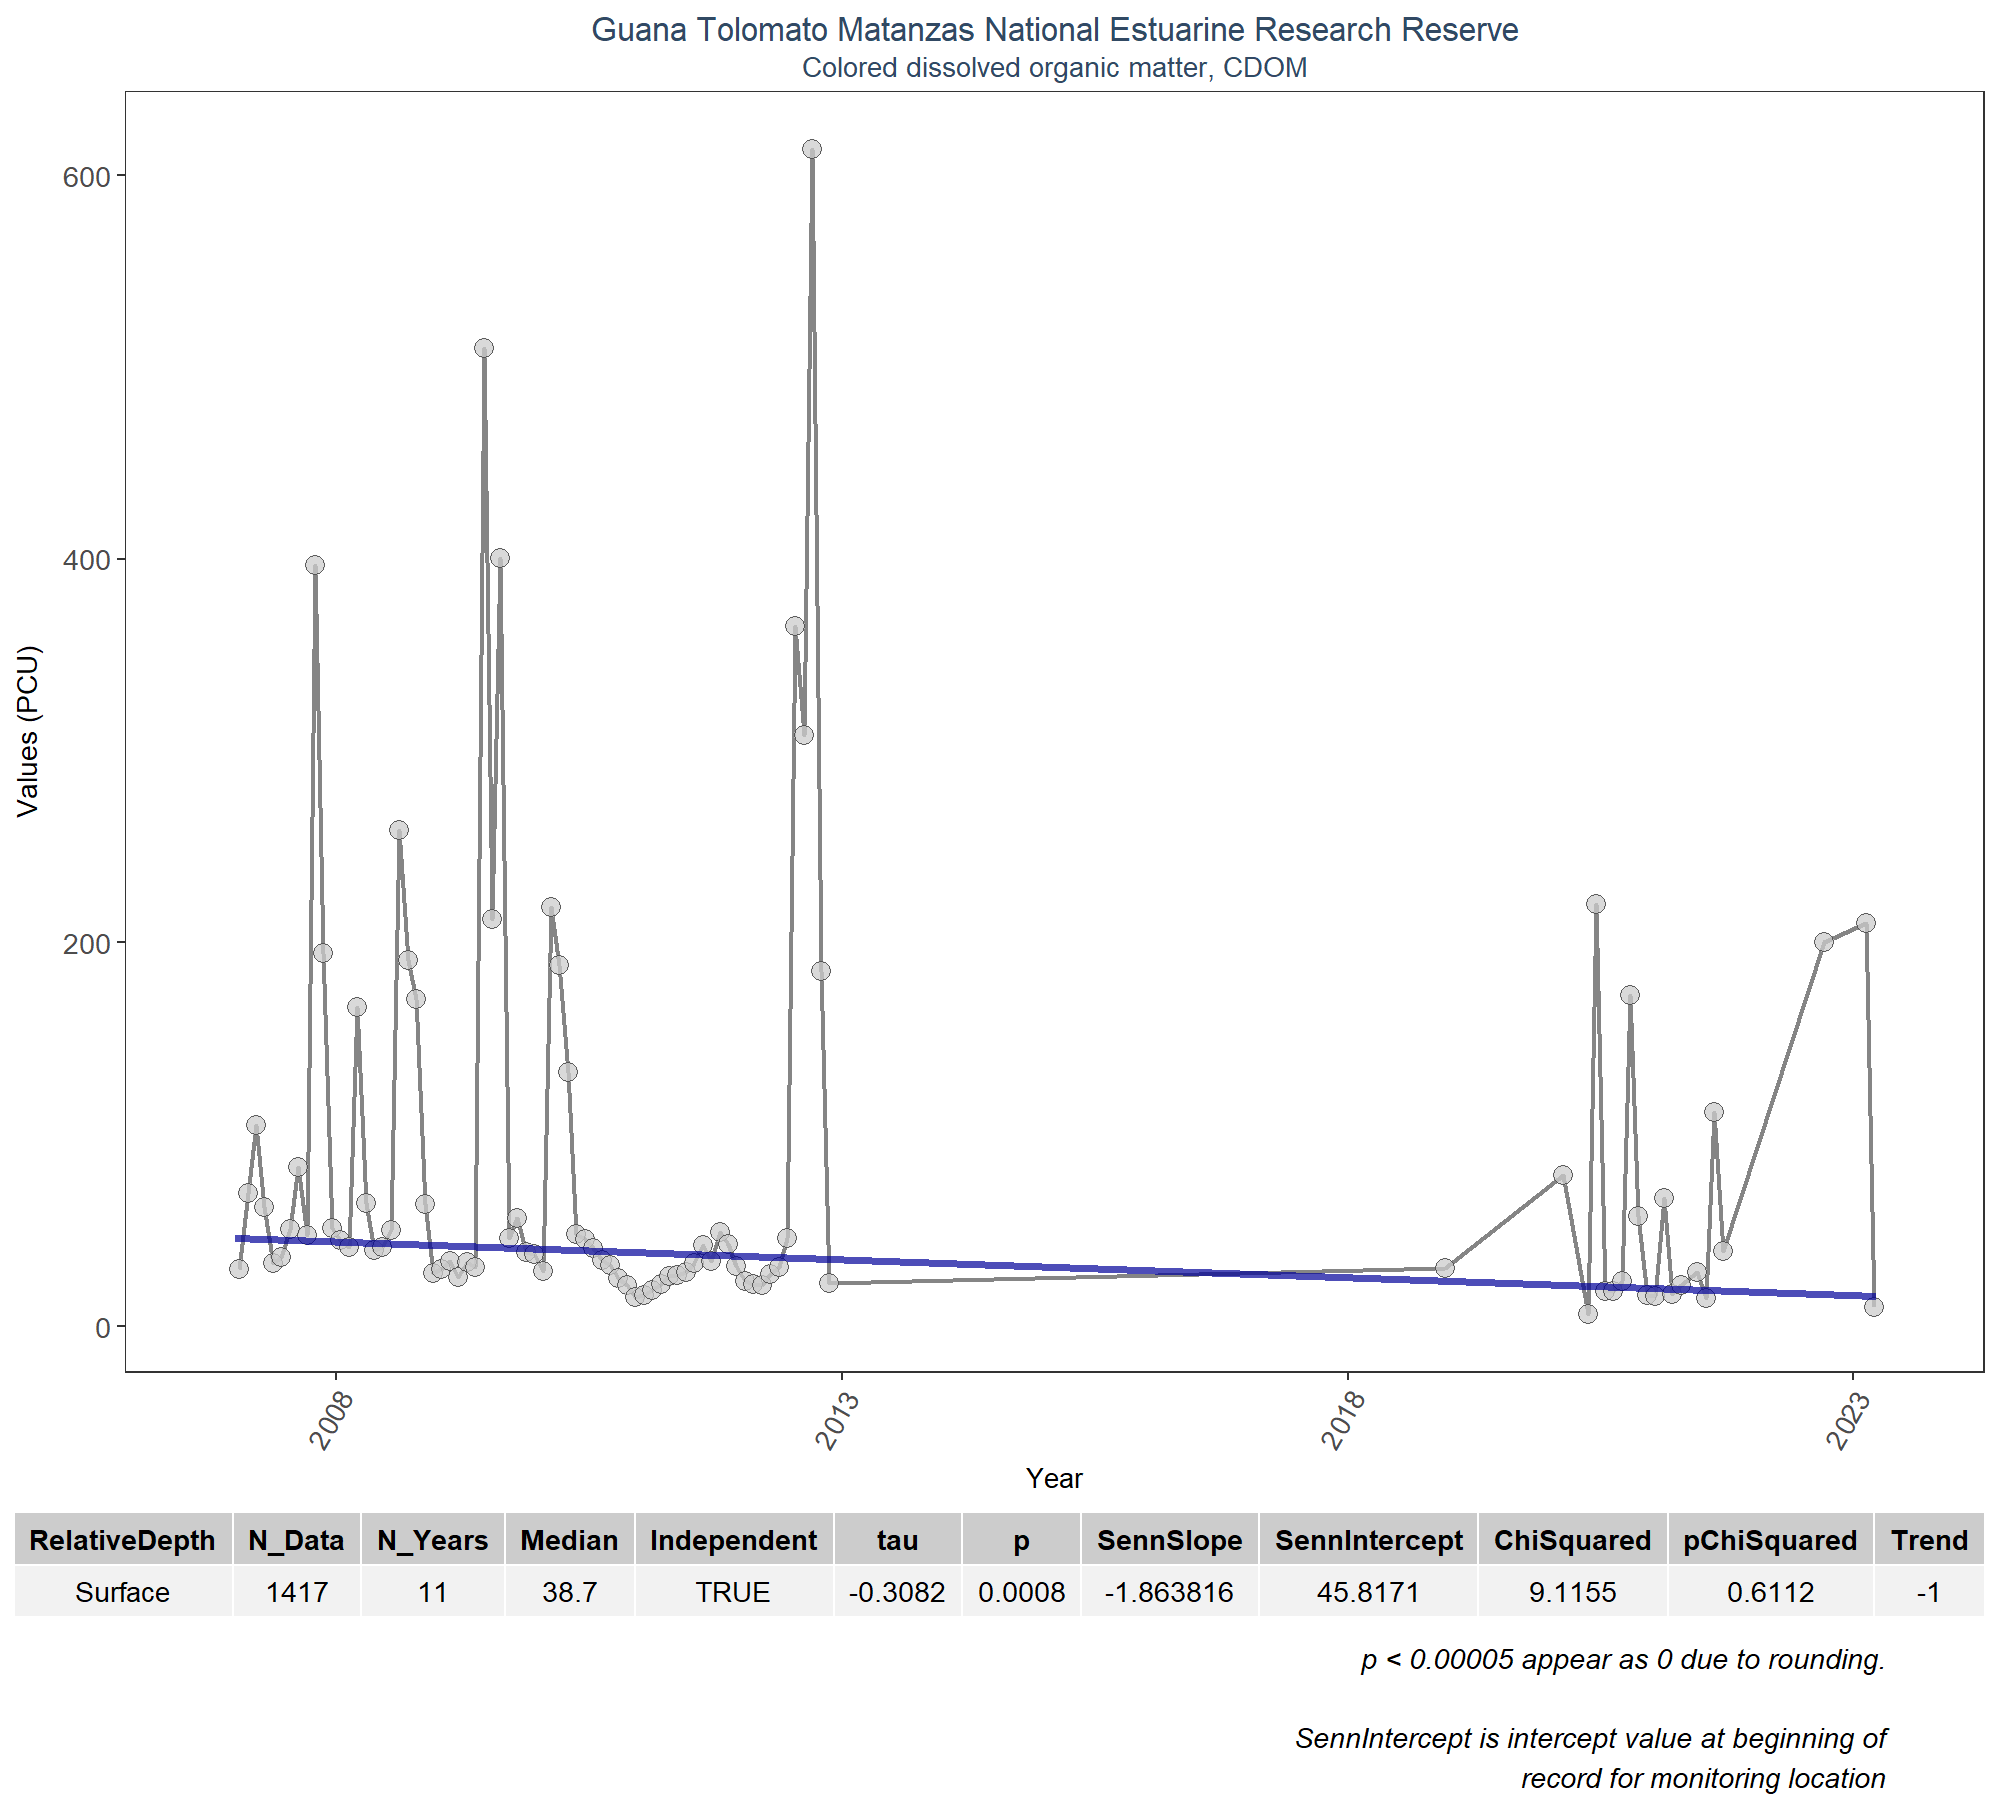 Guana Tolomato Matanzas National Estuarine Research Reserve
Colored dissolved organic matter, CDOM
Values (PCU)
600
400
200
0
2008
2013
2018
2023
Year
RelativeDepth N_Data N_Years Median Independent tau p SennSlope SennIntercept ChiSquared pChiSquared Trend
Surface 1417 11 38.7 TRUE -0.3082 0.0008 -1.863816 45.8171 9.1155 0.6112 -1
p < 0.00005 appear as 0 due to rounding.
SennIntercept is intercept value at beginning of
record for monitoring location